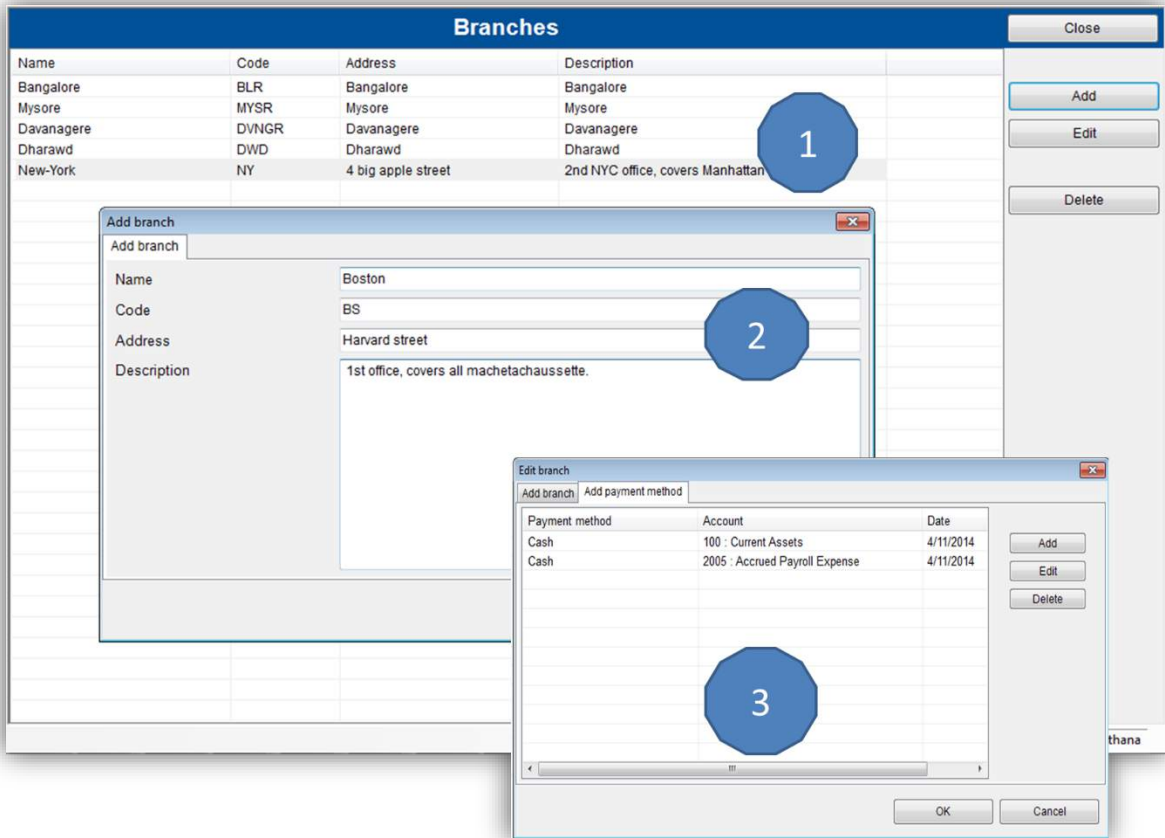 Branches
Close
Name Code Address Description
Bangalore BLR Bangalore Bangalore
Mysore MYSR Mysore Mysore
Davanagere DVNGR Davanagere Davanagere
Dharawd DWD Dharawd Dharawd
New-York NY 4 big apple street 2nd NYC office, covers Manhattan
1
Add
Edit
Delete
Add branch
Add branch
Name Boston
Code BS
Address Harvard street
Description 1st office, covers all machetachaussette.
2
Edit branch
Add branch Add payment method
Payment method Account Date
Cash 100 : Current Assets 4/11/2014
Cash 2005 : Accrued Payroll Expense 4/11/2014
Add
Edit
Delete
3
OK Cancel
thana